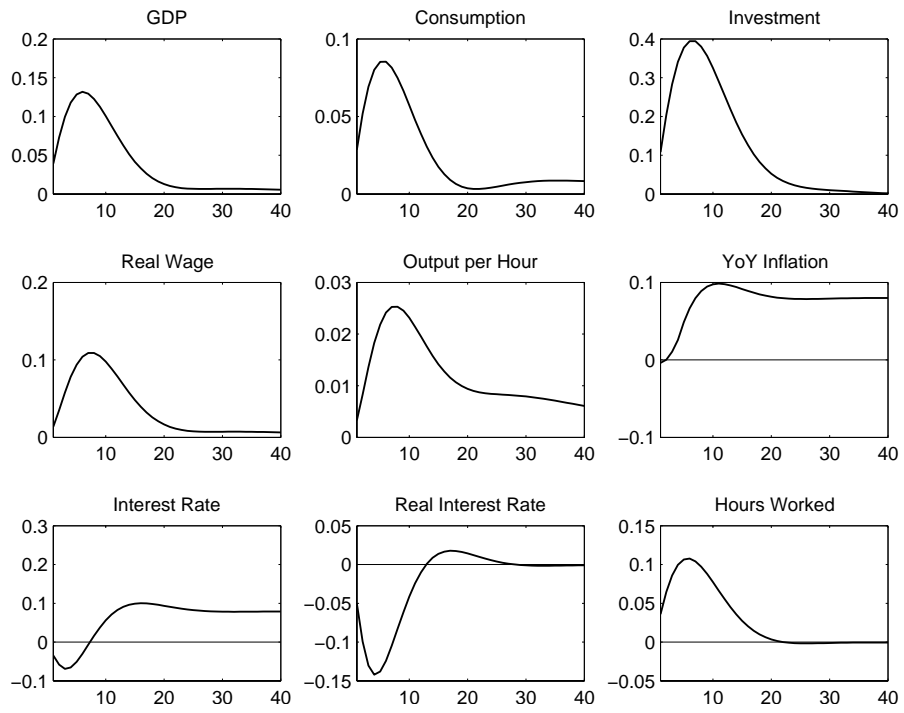 GDP
0.2
0.15
0.1
0.05
0
10 20 30 40
Consumption
0.1
0.05
0
10 20 30 40
Investment
0.4
0.3
0.2
0.1
0
10 20 30 40
Real Wage
0.2
0.1
0
10 20 30 40
Output per Hour
0.03
0.02
0.01
0
10 20 30 40
YoY Inflation
0.1
0
−0.1
10 20 30 40
Interest Rate
0.3
0.2
0.1
0
−0.1
10 20 30 40
Real Interest Rate
0.05
0
−0.05
−0.1
−0.15
10 20 30 40
Hours Worked
0.15
0.1
0.05
0
−0.05
10 20 30 40